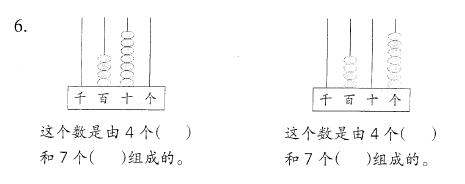 6.
千 百 十 个
千 百 十 个
这个数是由4个(    )
和7个(    )组成的。
这个数是由4个(    )
和7个(    )组成的。